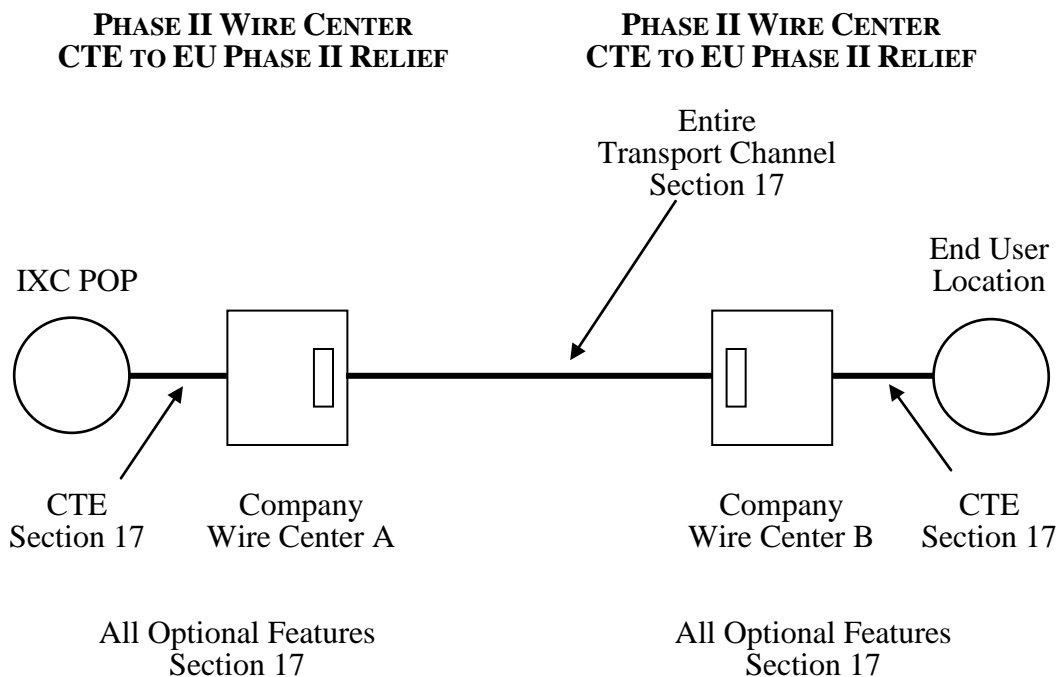 PHASE II WIRE CENTER
CTE TO EU PHASE II RELIEF
PHASE II WIRE CENTER
CTE TO EU PHASE II RELIEF
Entire
Transport Channel
Section 17
IXC POP
End User
Location
CTE
Section 17
Company
Wire Center A
Company
Wire Center B
CTE
Section 17
All Optional Features
Section 17
All Optional Features
Section 17